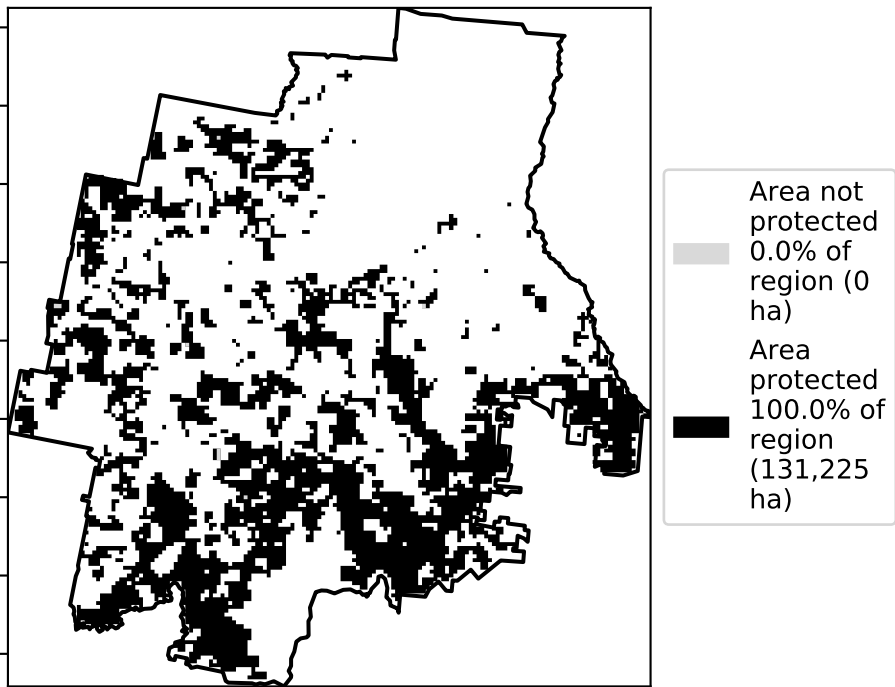 Area not
protected
0.0% of
region (0
ha)
Area
protected
100.0% of
region
(131,225
ha)